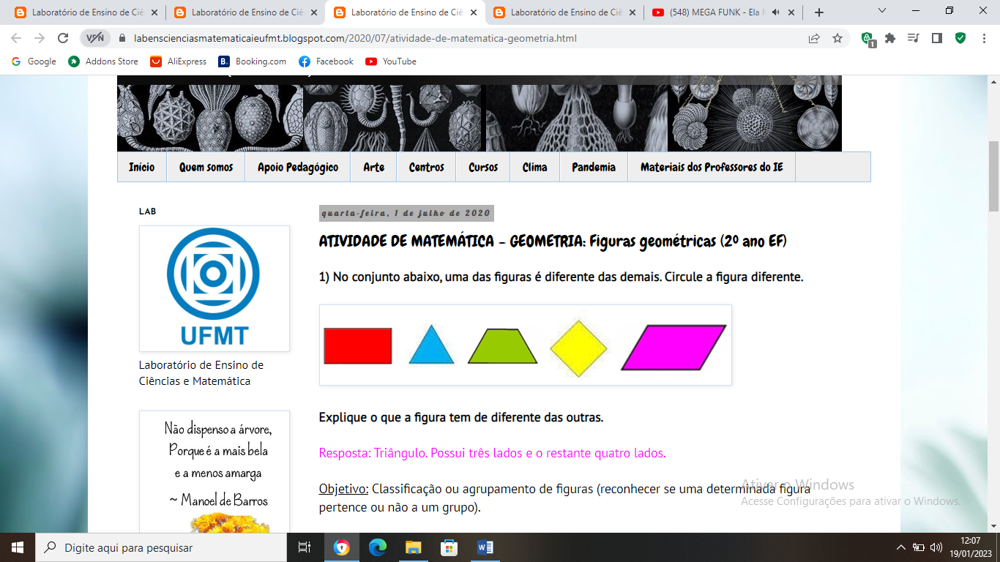 Laboratório de Ensino de Ciê
Laboratório de Ensino de Ciê
Laboratório de Ensino de Ciê
Laboratório de Ensino de Ciê
(548) MEGA FUNK - Ela
VPN
labenscienciasmatematicaieufmt.blogspot.com/2020/07/atividade-de-matematica-geometria.html
1
Google
Addons Store
AliExpress
B.
Booking.com
Facebook
YouTube
Início
Quem somos
Apoio Pedagógico
Arte
Centros
Cursos
Clima
Pandemia
Materiais dos Professores do IE
LAB
UFMT
Laboratório de Ensino de
Ciências e Matemática
Não dispenso a árvore,
Porque é a mais bela
e a menos amarga
~ Manoel de Barros
quarta-feira, 1 de julho de 2020
ATIVIDADE DE MATEMÁTICA – GEOMETRIA: Figuras geométricas (2º ano EF)
1) No conjunto abaixo, uma das figuras é diferente das demais. Circule a figura diferente.
Explique o que a figura tem de diferente das outras.
Resposta: Triângulo. Possui três lados e o restante quatro lados.
Objetivo: Classificação ou agrupamento de figuras (reconhecer se uma determinada figura
pertence ou não a um grupo).
Ativar o Windows
Acesse Configurações para ativar o Windows.
Digite aqui para pesquisar
12:07
19/01/2023